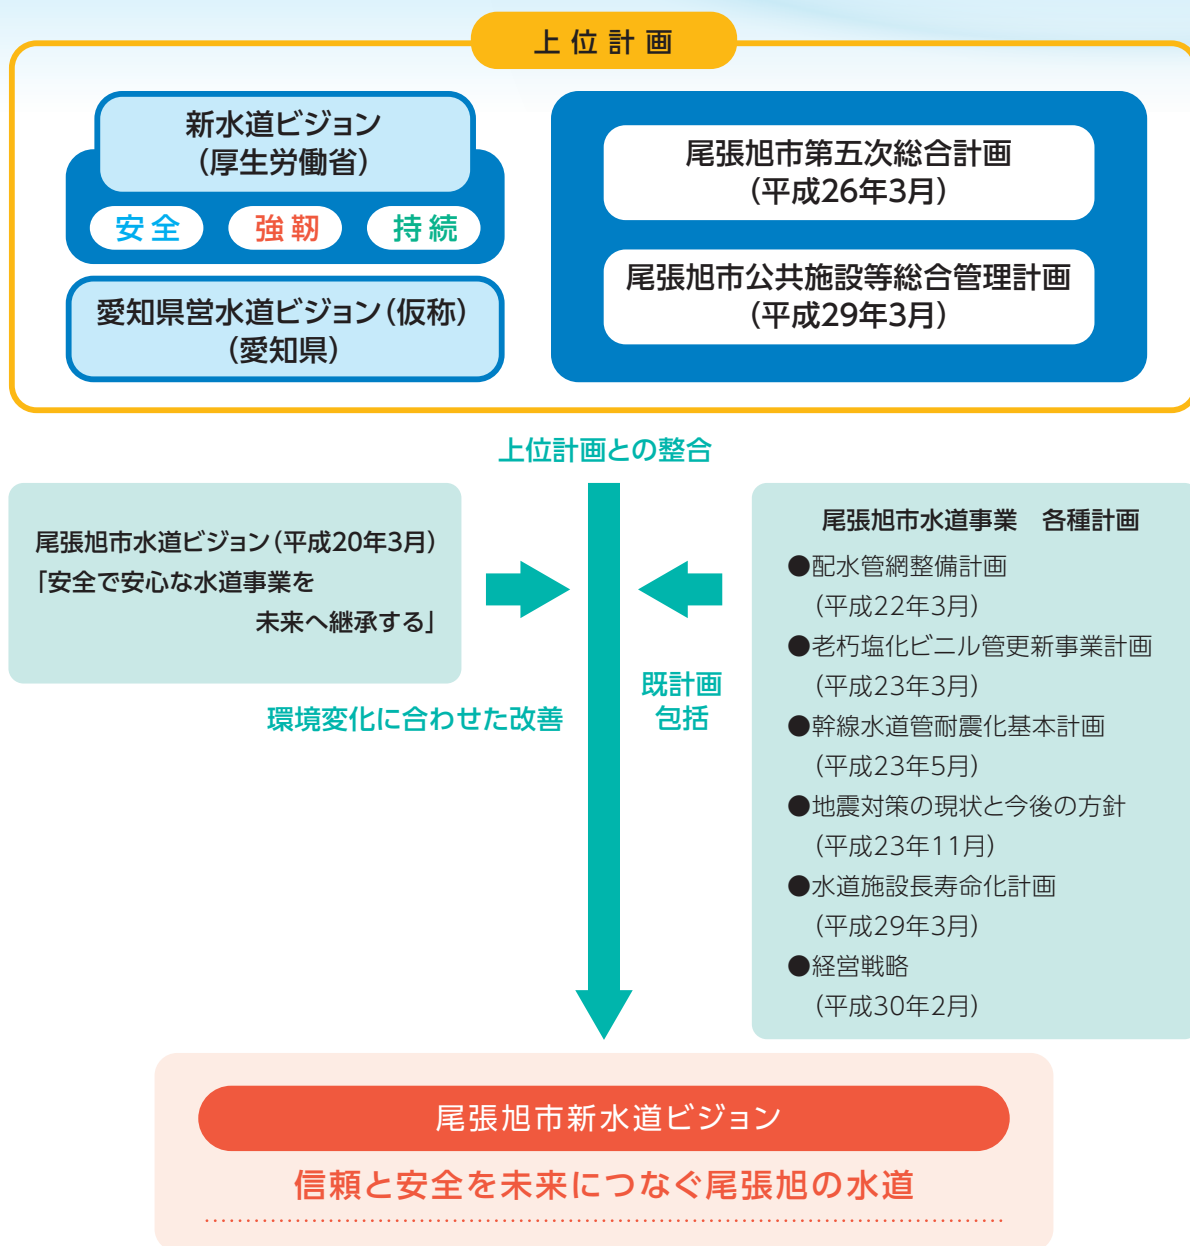 上位計画
新水道ビジョン
（厚生労働省）
安全 強靭 持続
愛知県営水道ビジョン（仮称）
（愛知県）
尾張旭市第五次総合計画
（平成26年3月）
尾張旭市公共施設等総合管理計画
（平成29年3月）
上位計画との整合
尾張旭市水道ビジョン（平成20年3月）
「安全で安心な水道事業を
未来へ継承する」
環境変化に合わせた改善
既計画
包括
尾張旭市水道事業　各種計画
●配水管網整備計画
（平成22年3月）
●老朽塩化ビニル管更新事業計画
（平成23年3月）
●幹線水道管耐震化基本計画
（平成23年5月）
●地震対策の現状と今後の方針
（平成23年11月）
●水道施設長寿命化計画
（平成29年3月）
●経営戦略
（平成30年2月）
尾張旭市新水道ビジョン
信頼と安全を未来につなぐ尾張旭の水道